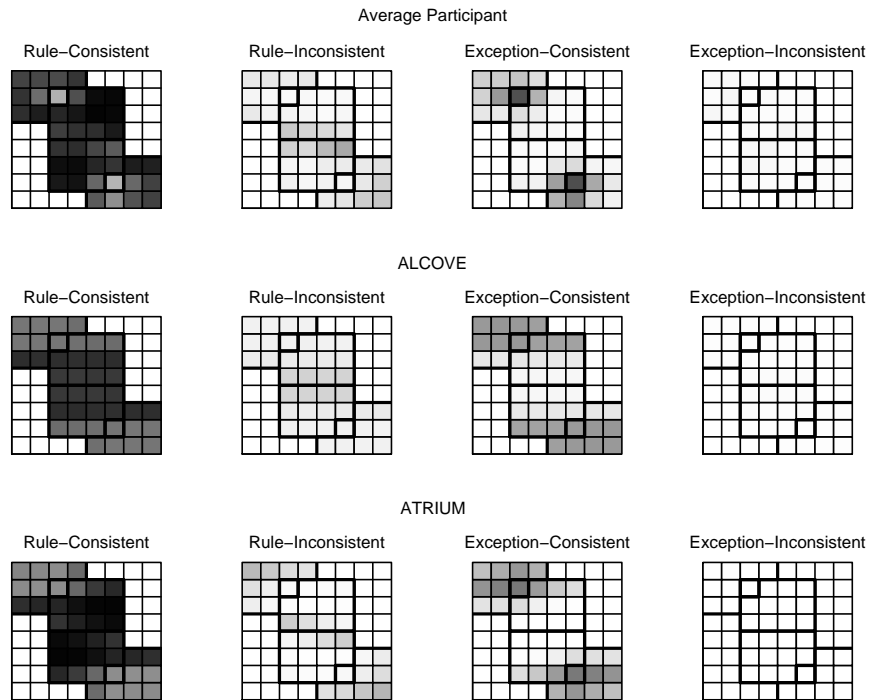 Average Participant
Rule−Consistent Rule−Inconsistent Exception−Consistent Exception−Inconsistent
ALCOVE
Rule−Consistent Rule−Inconsistent Exception−Consistent Exception−Inconsistent
ATRIUM
Rule−Consistent Rule−Inconsistent Exception−Consistent Exception−Inconsistent